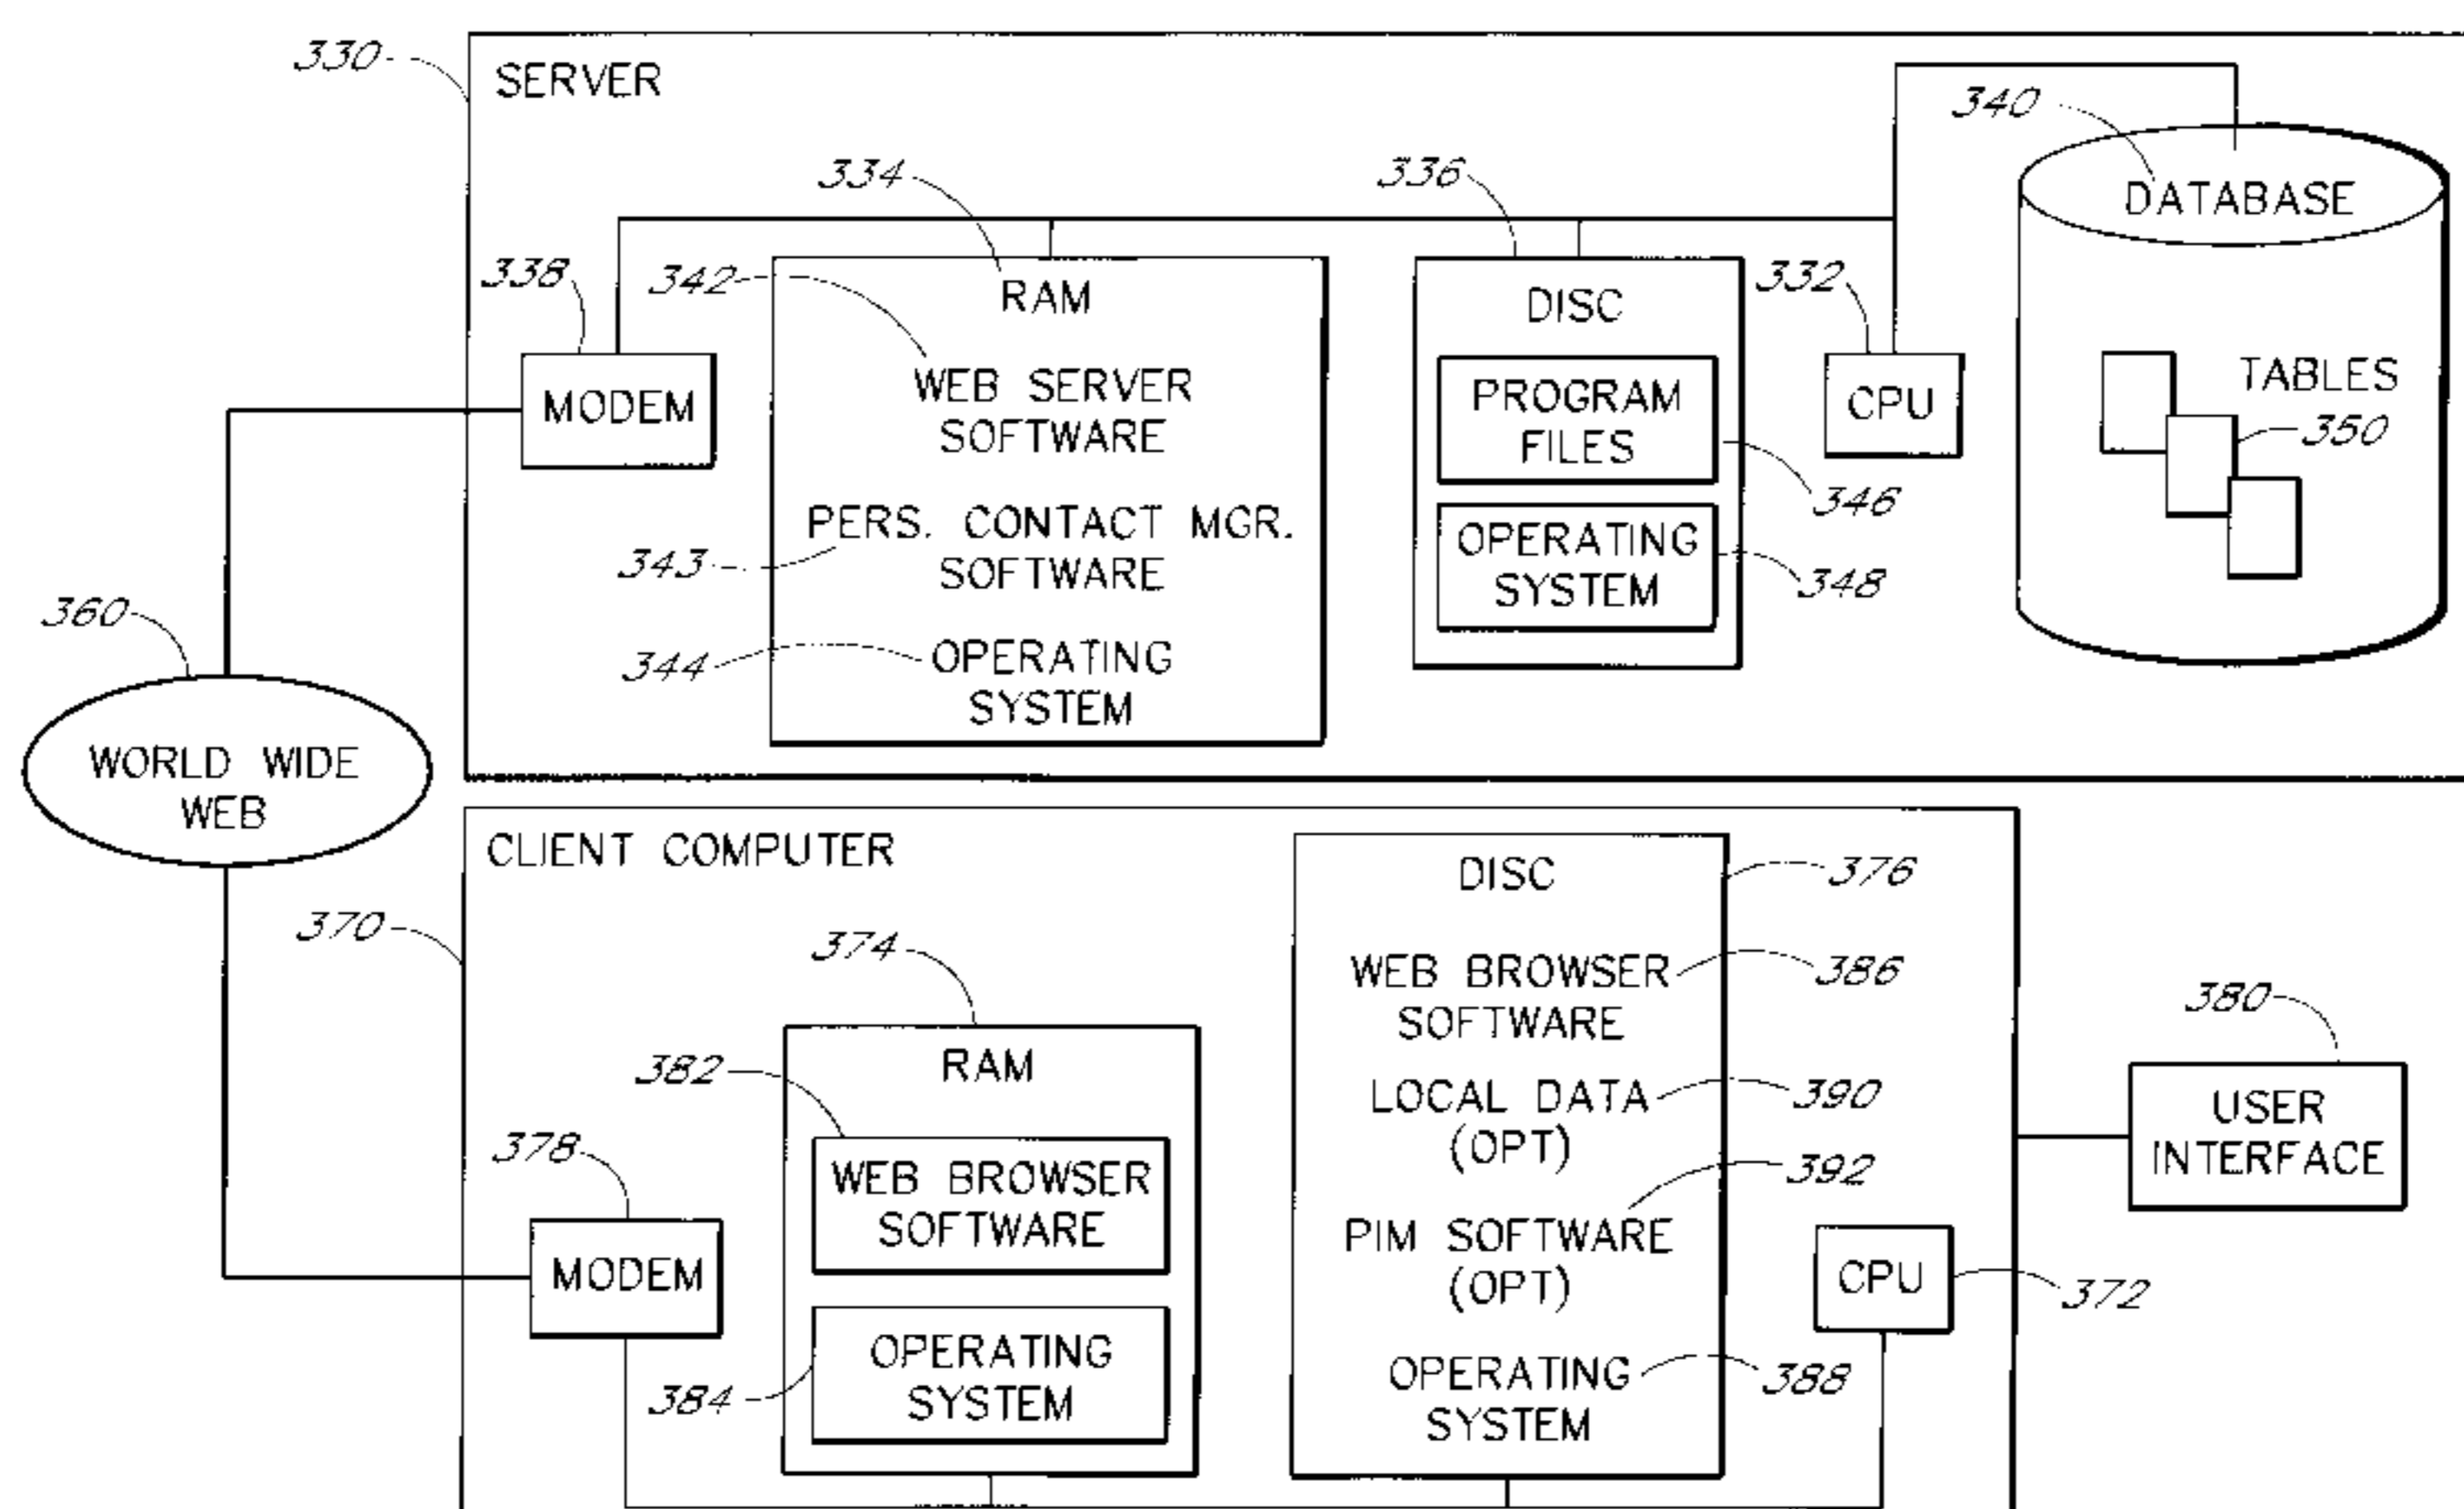 330
SERVER
340
DATABASE
334
336
338
342
RAM
DISC
332
MODEM
WEB SERVER
SOFTWARE
PROGRAM
FILES
CPU
TABLES
350
346
PERS. CONTACT MGR.
SOFTWARE
343
OPERATING
SYSTEM
348
344
OPERATING
SYSTEM
360
WORLD WIDE
WEB
CLIENT COMPUTER
370
DISC
376
374
WEB BROWSER
SOFTWARE
386
380
382
RAM
LOCAL DATA
(OPT)
390
USER
INTERFACE
378
WEB BROWSER
SOFTWARE
392
PIM SOFTWARE
(OPT)
MODEM
CPU
372
OPERATING
SYSTEM
384
OPERATING
SYSTEM
388